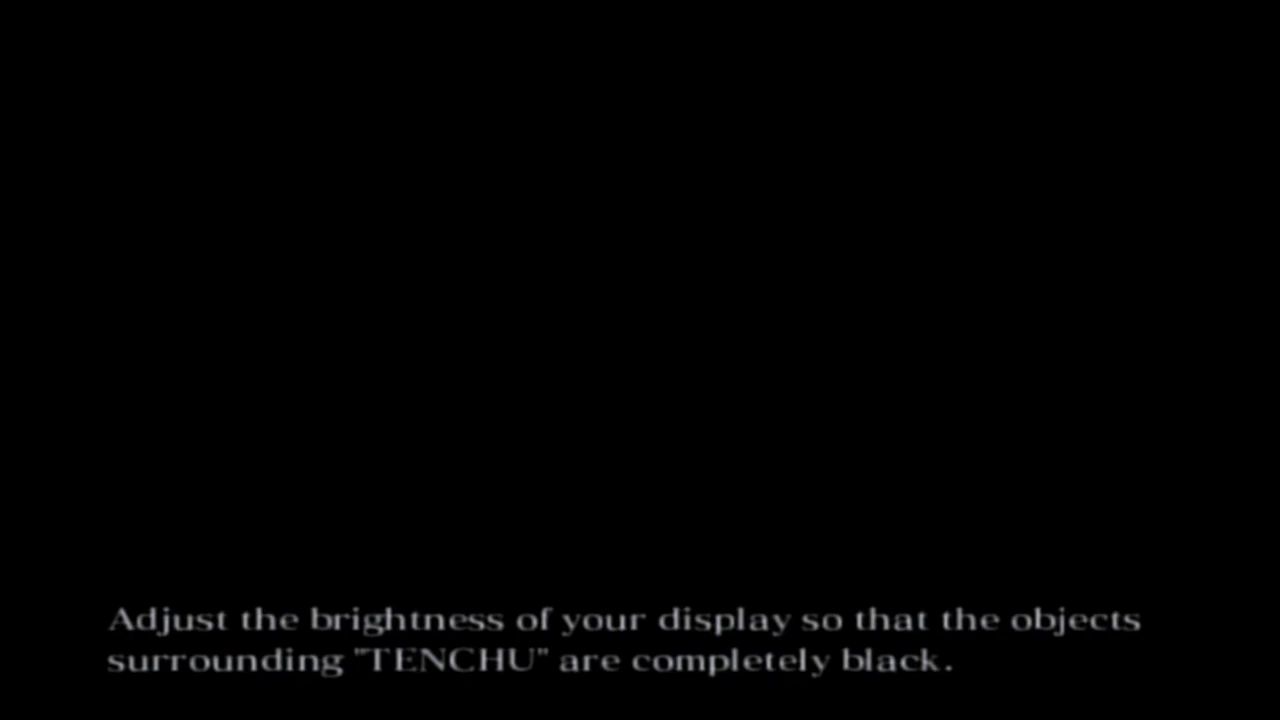 Adjust the brightness of your display so that the objects
surrounding "TENCHU" are completely black.